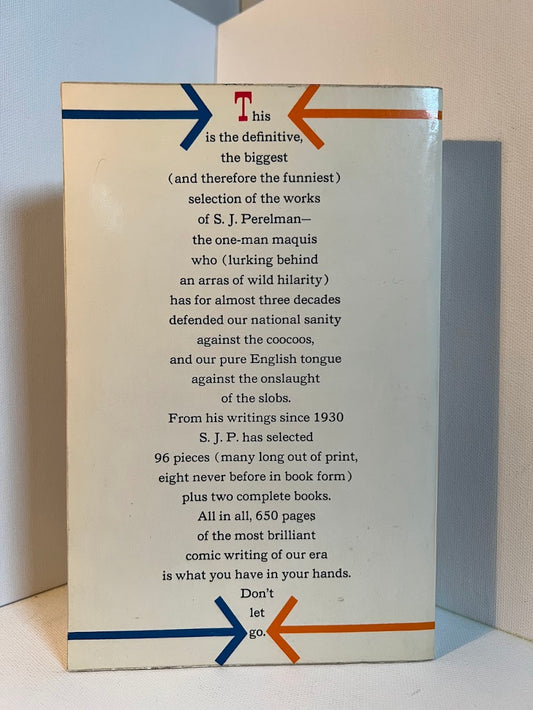 This
is the definitive,
the biggest
(and therefore the funniest)
selection of the works
of S. J. Perelman—
the one-man maquis
who (lurking behind
an arras of wild hilarity)
has for almost three decades
defended our national sanity
against the coocoos,
and our pure English tongue
against the onslaught
of the slobs.
From his writings since 1930
S. J. P. has selected
96 pieces (many long out of print,
eight never before in book form)
plus two complete books.
All in all, 650 pages
of the most brilliant
comic writing of our era
is what you have in your hands.
Don't
let
go.